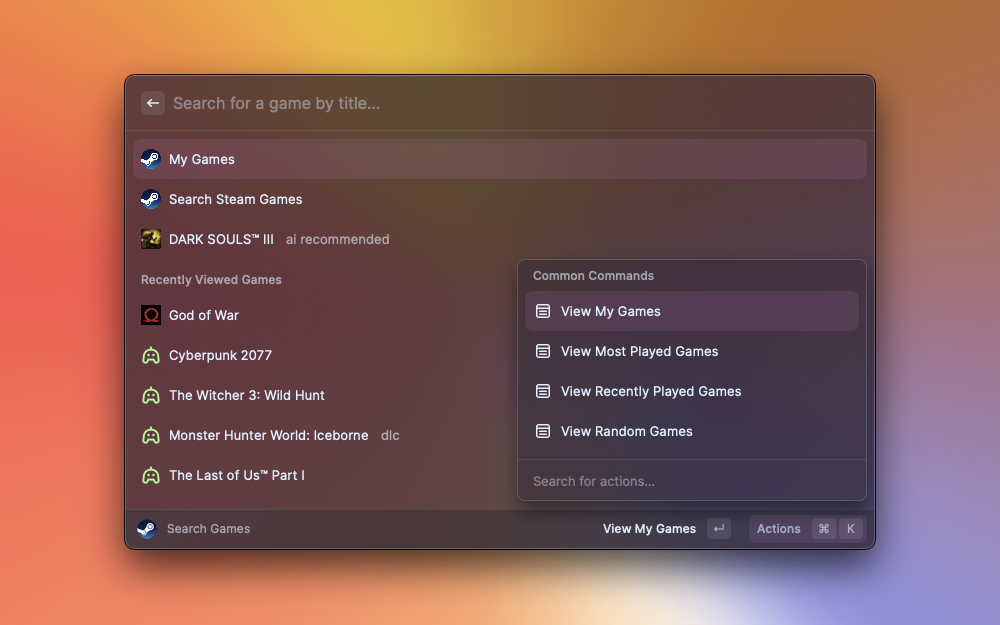 Search for a game by title...
My Games
Search Steam Games
DARK SOULS™ III ai recommended
Recently Viewed Games
God of War
Cyberpunk 2077
The Witcher 3: Wild Hunt
Monster Hunter World: Iceborne dlc
The Last of Us™ Part I
Common Commands
View My Games
View Most Played Games
View Recently Played Games
View Random Games
Search for actions...
Search Games
View My Games ↵ Actions ⌘ K